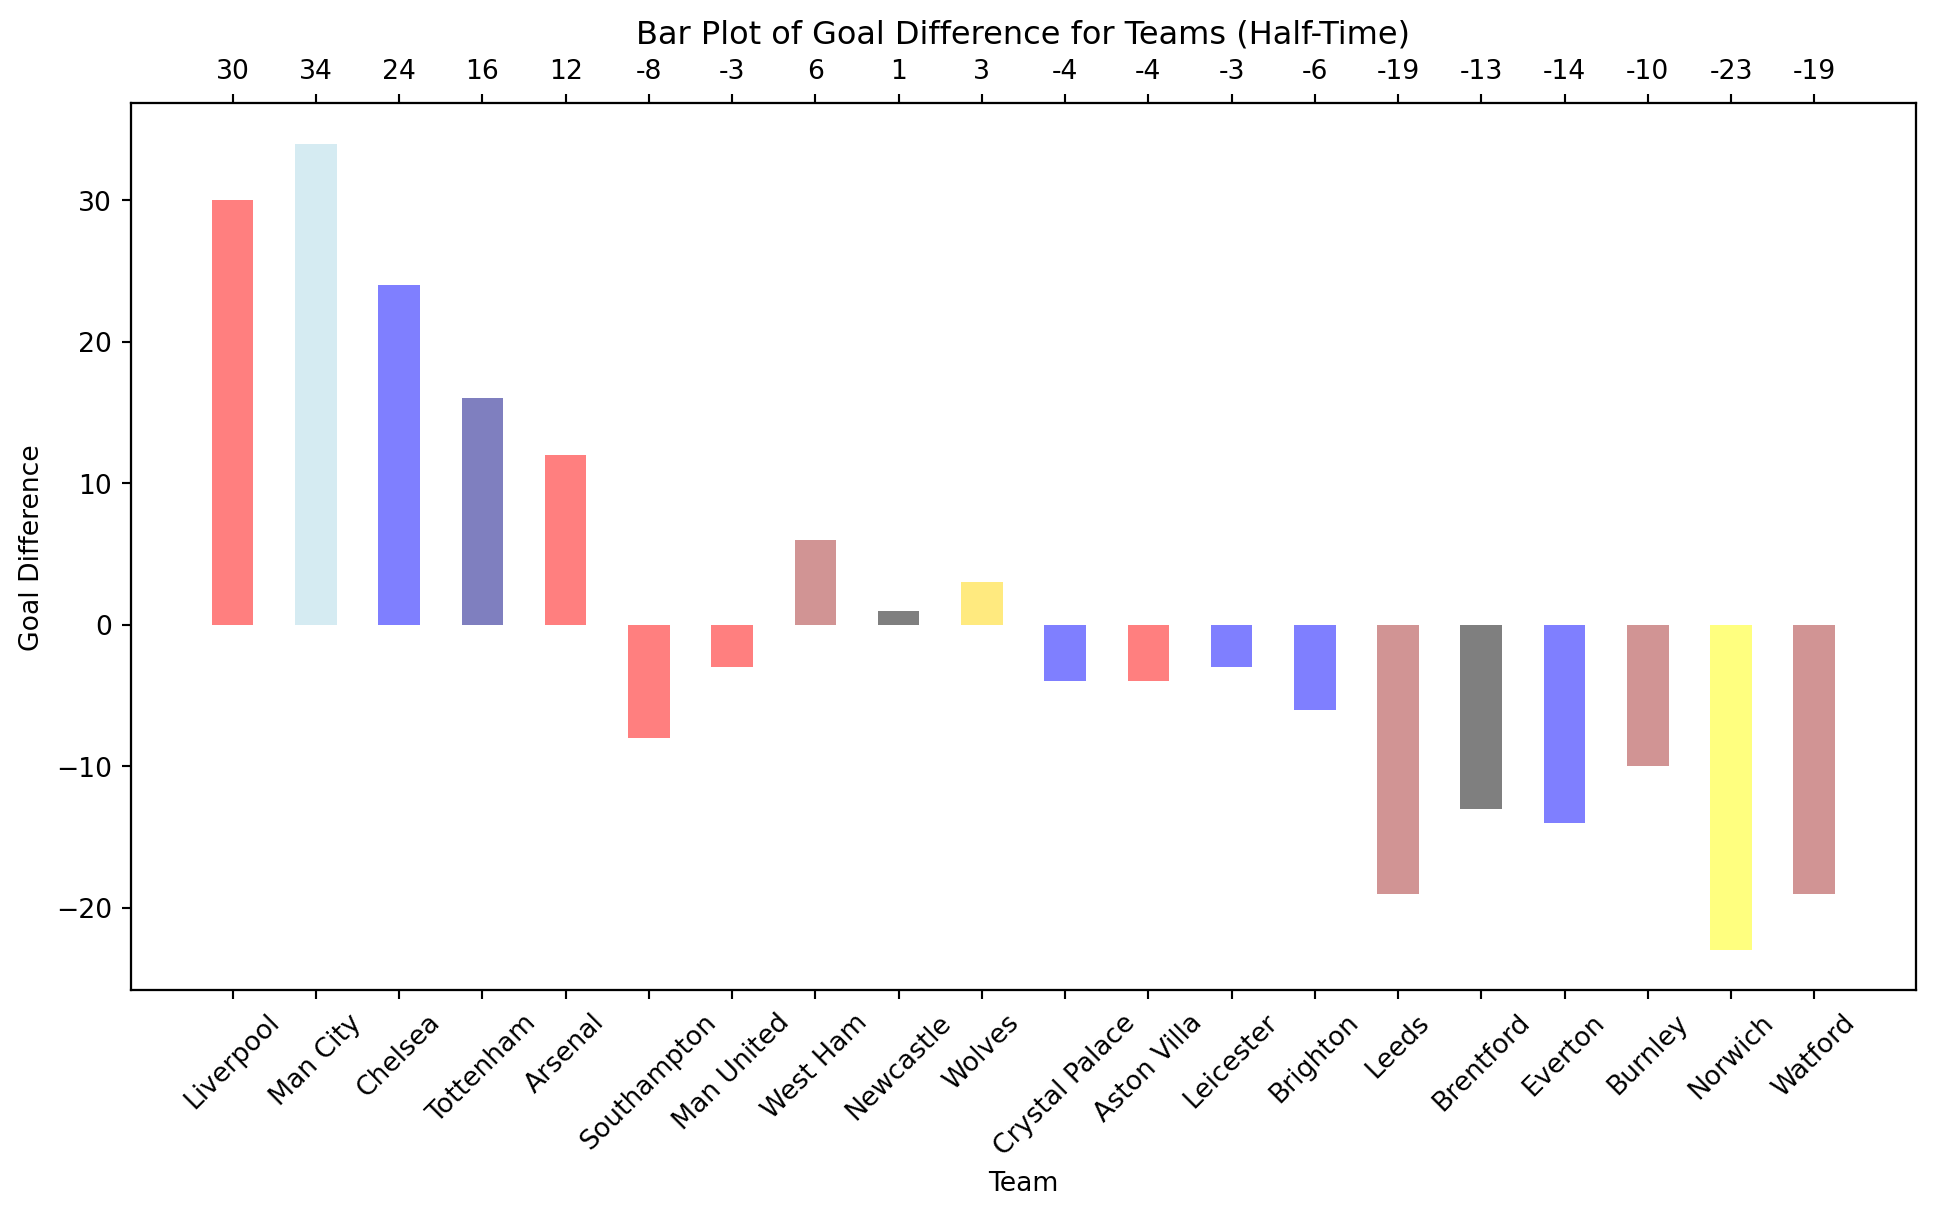 Bar Plot of Goal Difference for Teams (Half-Time)
30 34 24 16 12 -8 -3 6 1 3 -4 -4 -3 -6 -19 -13 -14 -10 -23 -19
Goal Difference
30
20
10
0
−10
−20
Liverpool
Man City
Chelsea
Tottenham
Arsenal
Southampton
Man United
West Ham
Newcastle
Wolves
Crystal Palace
Aston Villa
Leicester
Brighton
Leeds
Brentford
Everton
Burnley
Norwich
Watford
Team